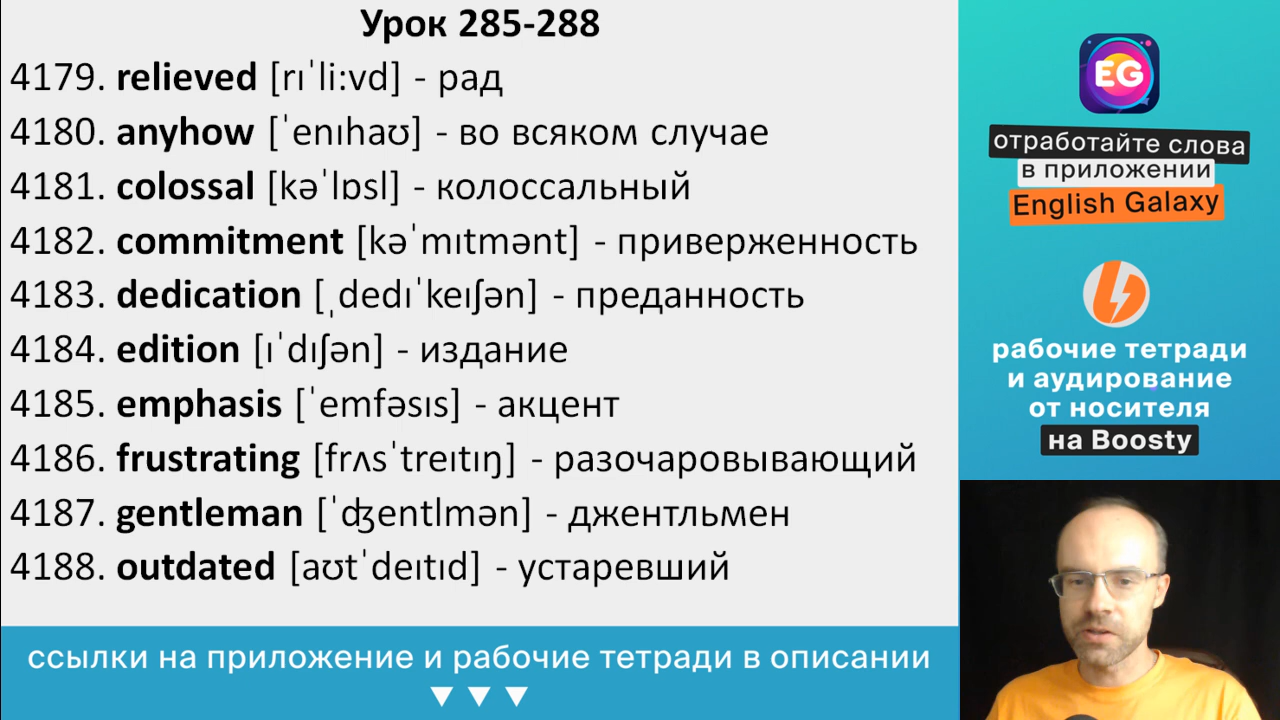 Урок 285-288
4179. relieved [rɪˈli:vd] - рад
4180. anyhow [ˈenɪhaʊ] - во всяком случае
4181. colossal [kəˈlɒsl] - колоссальный
4182. commitment [kəˈmɪtmənt] - приверженность
4183. dedication [ˌdedɪˈkeɪʃən] - преданность
4184. edition [ɪˈdɪʃən] - издание
4185. emphasis [ˈemfəsɪs] - акцент
4186. frustrating [frʌsˈtreɪtɪŋ] - разочаровывающий
4187. gentleman [ˈʤentlmən] - джентльмен
4188. outdated [aʊtˈdeɪtɪd] - устаревший
ссылки на приложение и рабочие тетради в описании
EG
отработайте слова
в приложении
English Galaxy
рабочие тетради
и аудирование
от носителя
на Boosty